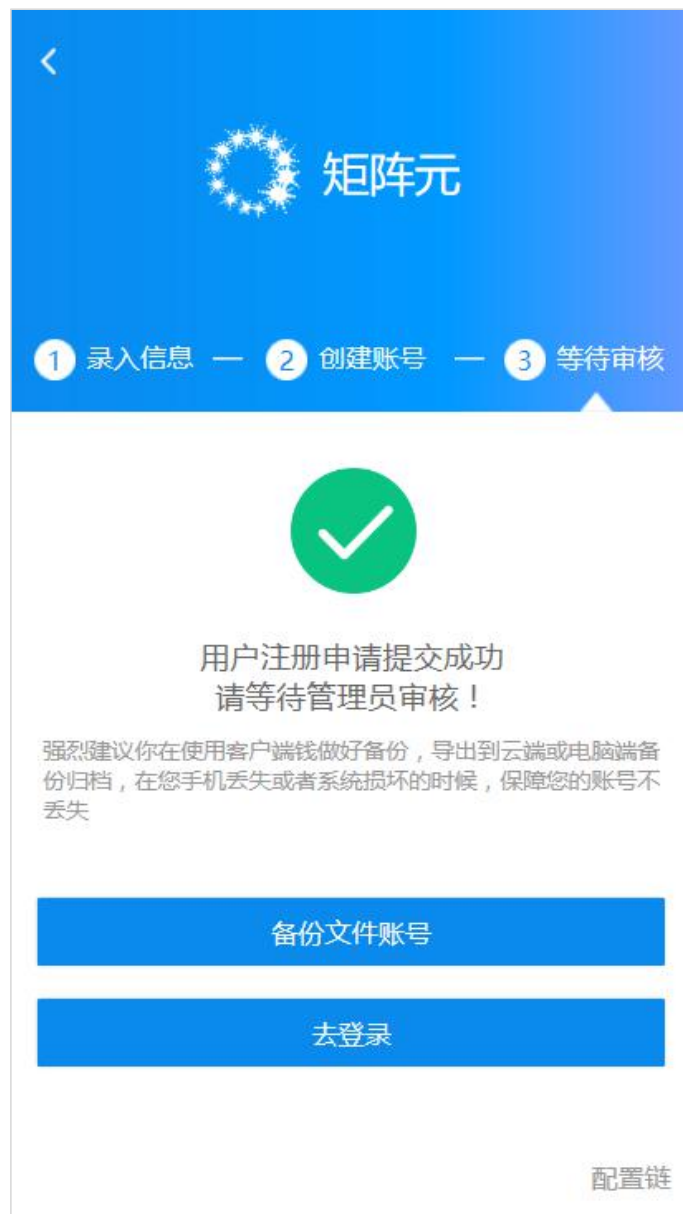 矩阵元
1 录入信息 — 2 创建账号 — 3 等待审核
用户注册申请提交成功
请等待管理员审核！
强烈建议你在使用客户端钱做好备份，导出到云端或电脑端备
份归档，在您手机丢失或者系统损坏的时候，保障您的账号不
丢失
备份文件账号
去登录
配置链